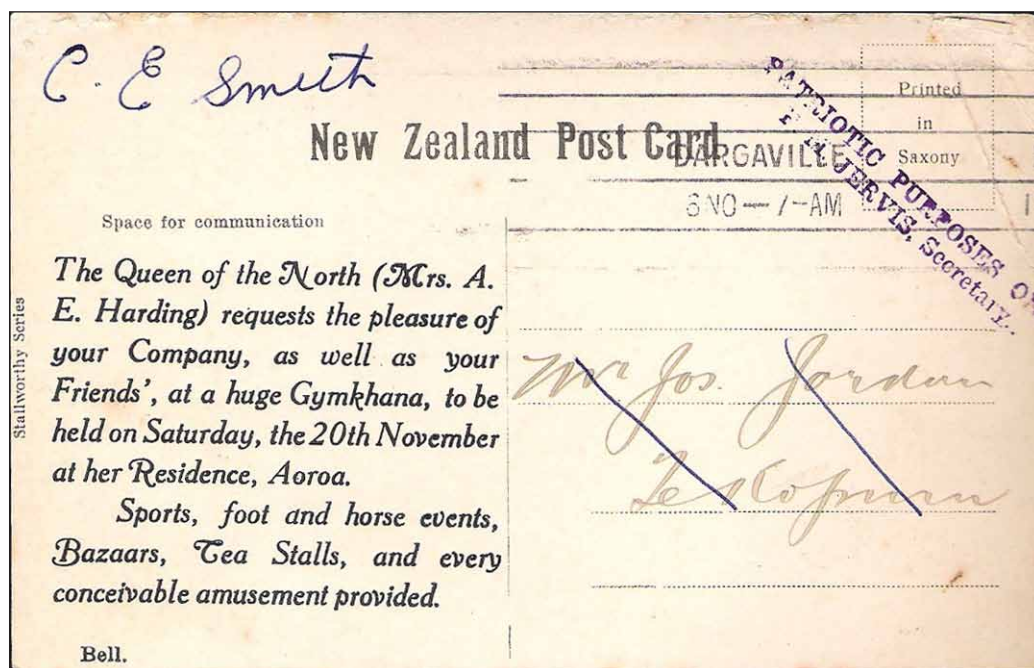 C. E Smith
New Zealand Post Card
Printed
in
Saxony
DARGAVILLE
6 NO -- 7-AM
PATRIOTIC PURPOSES
JERVIS, Secretary.
Space for communication
The Queen of the North (Mrs. A.
E. Harding) requests the pleasure of
your Company, as well as your
Friends', at a huge Gymkhana, to be
held on Saturday, the 20th November
at her Residence, Aoroa.
Sports, foot and horse events,
Bazaars, Tea Stalls, and every
conceivable amusement provided.
Bell.
Stallworthy Series
Mr Jos. Jordan
Te Kopuru